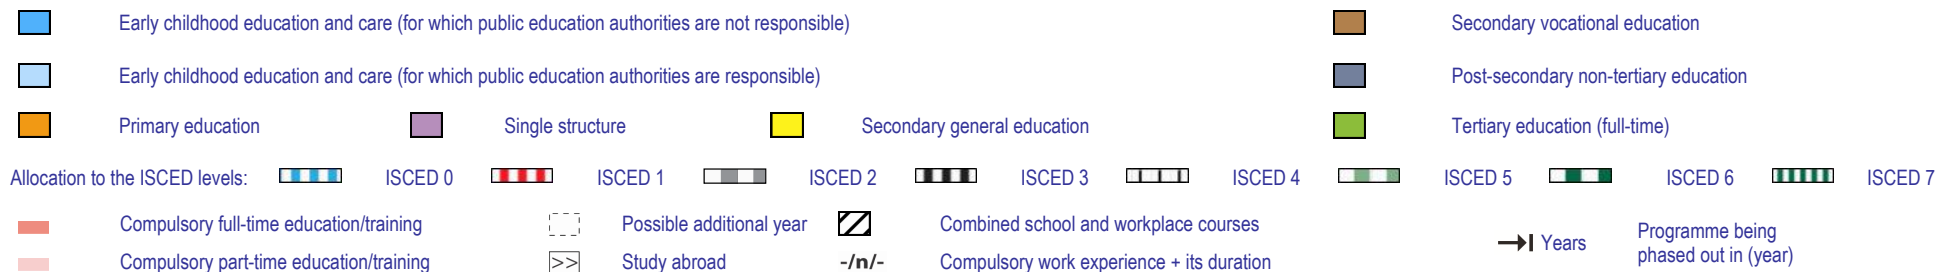 Early childhood education and care (for which public education authorities are not responsible)
Secondary vocational education
Early childhood education and care (for which public education authorities are responsible)
Post-secondary non-tertiary education
Primary education
Single structure
Secondary general education
Tertiary education (full-time)
Allocation to the ISCED levels: ISCED 0 ISCED 1 ISCED 2 ISCED 3 ISCED 4 ISCED 5 ISCED 6 ISCED 7
Compulsory full-time education/training
Possible additional year
Combined school and workplace courses
Years
Programme being
phased out in (year)
Compulsory part-time education/training
>> Study abroad
-/n/- Compulsory work experience + its duration